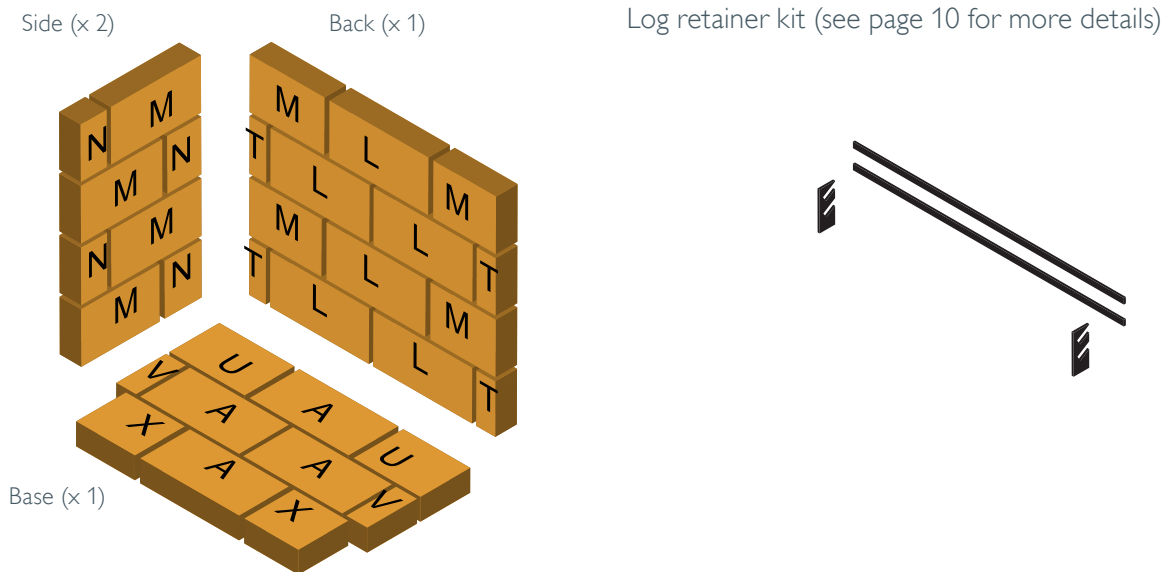 Side (x 2)
Back (x 1)
Log retainer kit (see page 10 for more details)
N M
M N
N M
M N
M L M
T L L T
M L M
T L L T
U A U
V A A V
X A X
Base (x 1)